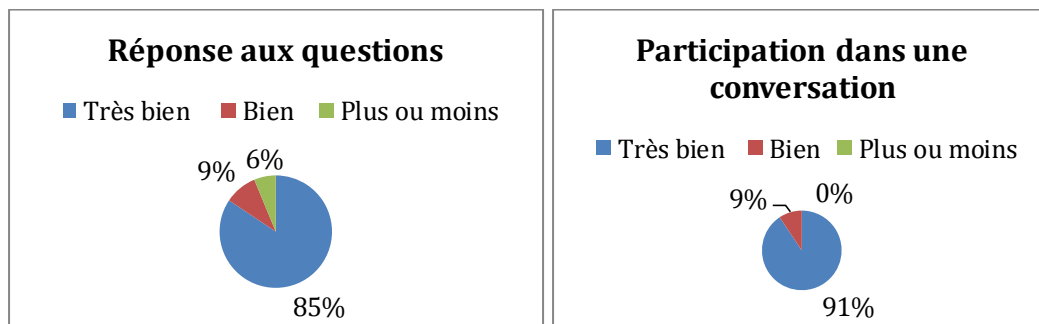 Réponse aux questions
Très bien Bien Plus ou moins
6%
9%
85%
Participation dans une
conversation
Très bien Bien Plus ou moins
0%
9%
91%